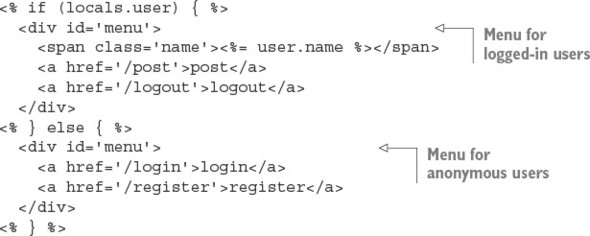 <% if (locals.user) { %>
<div id='menu'>
<span class='name'><%= user.name %></span>
<a href='/post'>post</a>
<a href='/logout'>logout</a>
</div>
<% } else { %>
<div id='menu'>
<a href='/login'>login</a>
<a href='/register'>register</a>
</div>
<% } %>
Menu for
logged-in users
Menu for
anonymous users